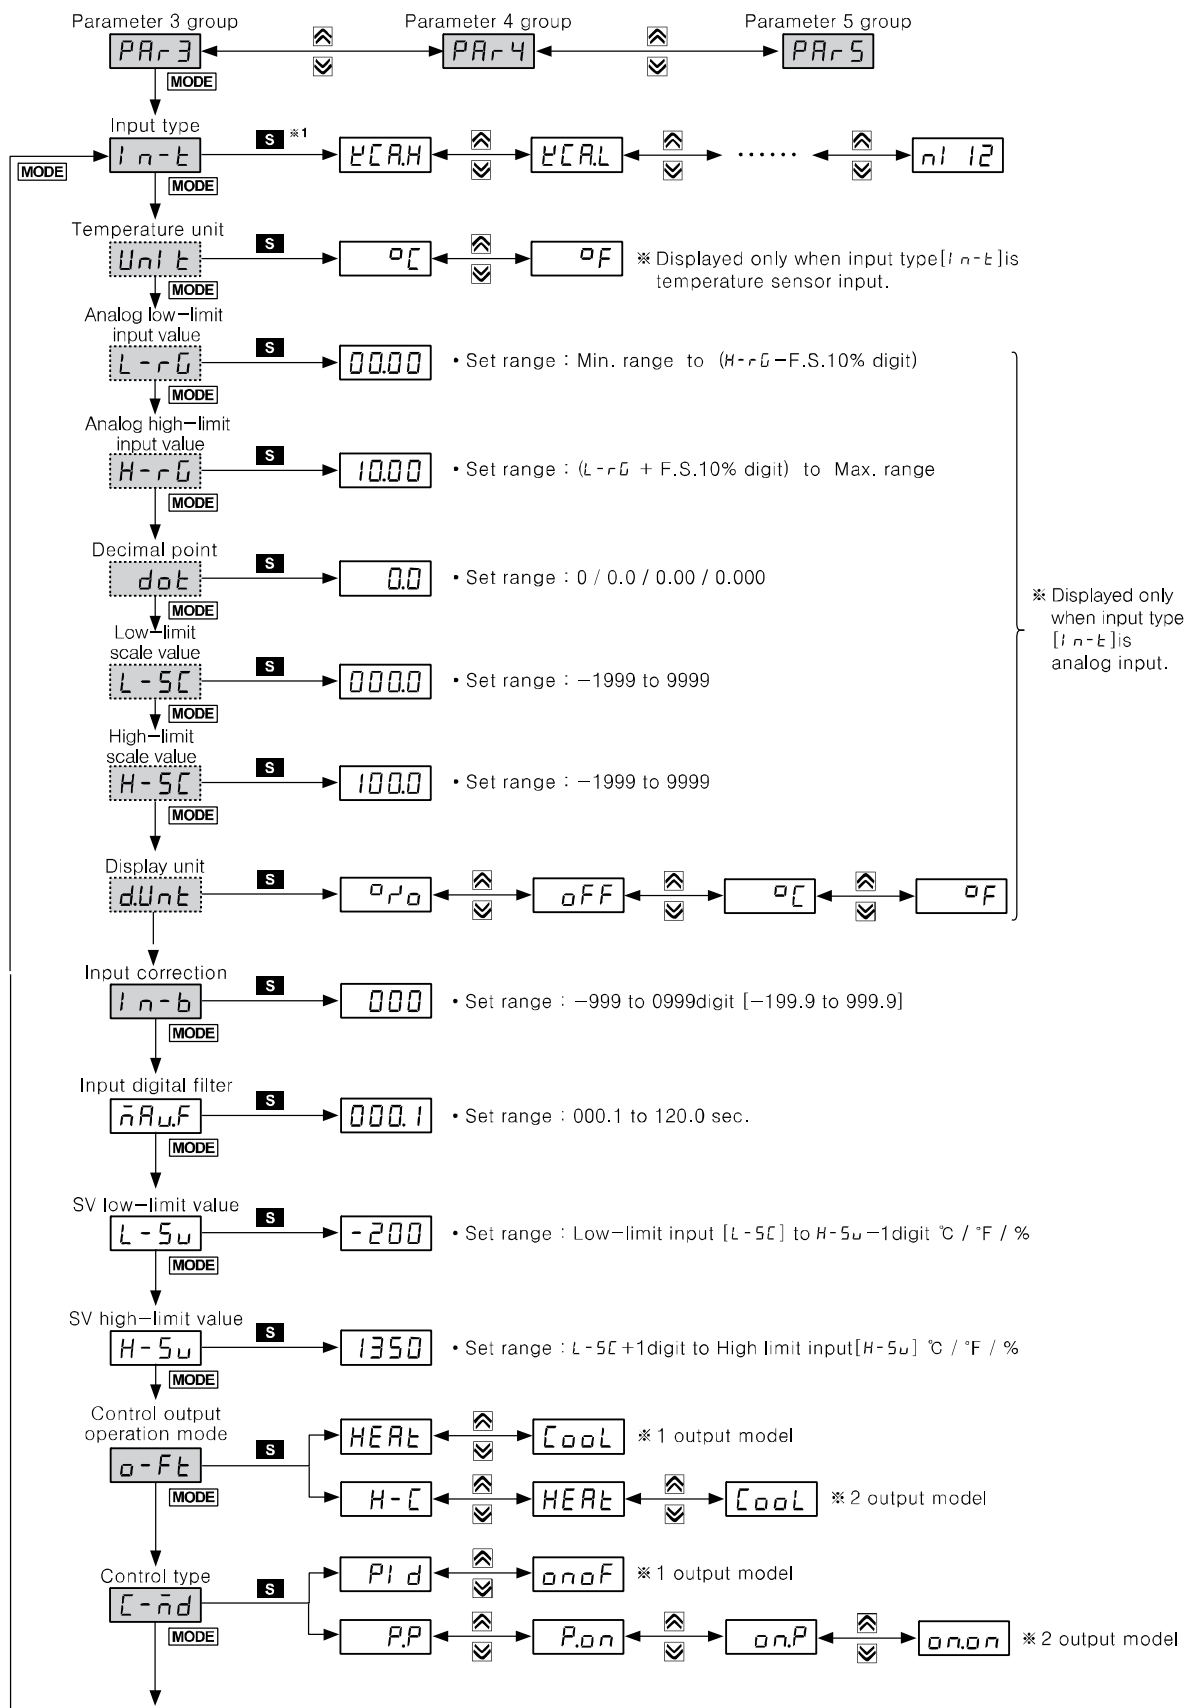 Parameter 3 group Parameter 4 group Parameter 5 group
PAr3 PAr4 PAr5
MODE
Input type
In-t S ※1 KCA.H KCA.L ······ nI 12
MODE
MODE
Temperature unit
UnIt S °C °F ※ Displayed only when input type[In-t]is
temperature sensor input.
MODE
Analog low-limit
input value
L-rG S 00.00 • Set range : Min. range to (H-rG-F.S.10% digit)
MODE
Analog high-limit
input value
H-rG S 10.00 • Set range : (L-rG + F.S.10% digit) to Max. range
MODE
Decimal point
dot S 0.0 • Set range : 0 / 0.0 / 0.00 / 0.000
MODE
※ Displayed only
when input type
[In-t]is
analog input.
Low-limit
scale value
L-SC S 000.0 • Set range : -1999 to 9999
MODE
High-limit
scale value
H-SC S 100.0 • Set range : -1999 to 9999
MODE
Display unit
d.Unt S % oFF °C °F
Input correction
In-b S 000 • Set range : -999 to 0999digit [-199.9 to 999.9]
MODE
Input digital filter
mAv.F S 000.1 • Set range : 000.1 to 120.0 sec.
MODE
SV low-limit value
L-Sv S -200 • Set range : Low-limit input [L-SC] to H-Sv-1digit ℃ / ℉ / %
MODE
SV high-limit value
H-Sv S 1350 • Set range : L-SC+1digit to High limit input[H-Sv] ℃ / ℉ / %
MODE
Control output
operation mode
o-Ft S HEAt CooL ※1 output model
MODE H-C HEAt CooL ※2 output model
Control type
C-md S PId onoF ※1 output model
MODE P.P P.on on.P on.on ※2 output model